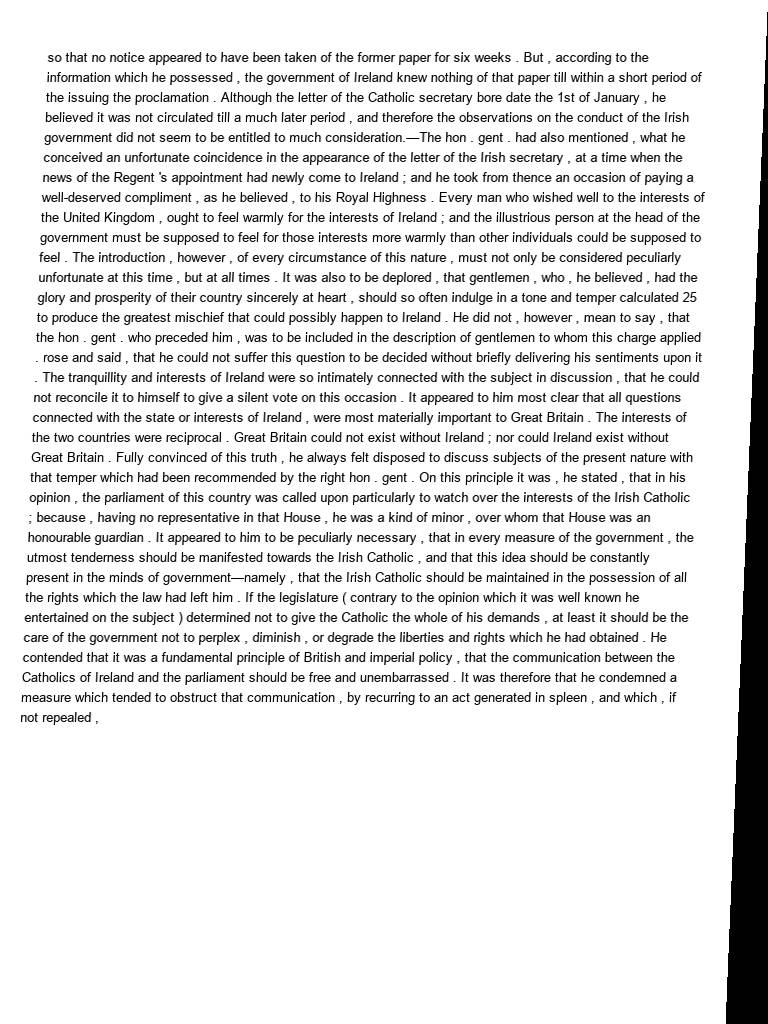 so that no notice appeared to have been taken of the former paper for six weeks . But , according to the
information which he possessed , the government of Ireland knew nothing of that paper till within a short period of
the issuing the proclamation . Although the letter of the Catholic secretary bore date the 1st of January , he
believed it was not circulated till a much later period , and therefore the observations on the conduct of the Irish
government did not seem to be entitled to much consideration.—The hon . gent . had also mentioned , what he
conceived an unfortunate coincidence in the appearance of the letter of the Irish secretary , at a time when the
news of the Regent 's appointment had newly come to Ireland ; and he took from thence an occasion of paying a
well-deserved compliment , as he believed , to his Royal Highness . Every man who wished well to the interests of
the United Kingdom , ought to feel warmly for the interests of Ireland ; and the illustrious person at the head of the
government must be supposed to feel for those interests more warmly than other individuals could be supposed to
feel . The introduction , however , of every circumstance of this nature , must not only be considered peculiarly
unfortunate at this time , but at all times . It was also to be deplored , that gentlemen , who , he believed , had the
glory and prosperity of their country sincerely at heart , should so often indulge in a tone and temper calculated 25
to produce the greatest mischief that could possibly happen to Ireland . He did not , however , mean to say , that
the hon . gent . who preceded him , was to be included in the description of gentlemen to whom this charge applied
. rose and said , that he could not suffer this question to be decided without briefly delivering his sentiments upon it
. The tranquillity and interests of Ireland were so intimately connected with the subject in discussion , that he could
not reconcile it to himself to give a silent vote on this occasion . It appeared to him most clear that all questions
connected with the state or interests of Ireland , were most materially important to Great Britain . The interests of
the two countries were reciprocal . Great Britain could not exist without Ireland ; nor could Ireland exist without
Great Britain . Fully convinced of this truth , he always felt disposed to discuss subjects of the present nature with
that temper which had been recommended by the right hon . gent . On this principle it was , he stated , that in his
opinion , the parliament of this country was called upon particularly to watch over the interests of the Irish Catholic
; because , having no representative in that House , he was a kind of minor , over whom that House was an
honourable guardian . It appeared to him to be peculiarly necessary , that in every measure of the government , the
utmost tenderness should be manifested towards the Irish Catholic , and that this idea should be constantly
present in the minds of government—namely , that the Irish Catholic should be maintained in the possession of all
the rights which the law had left him . If the legislature ( contrary to the opinion which it was well known he
entertained on the subject ) determined not to give the Catholic the whole of his demands , at least it should be the
care of the government not to perplex , diminish , or degrade the liberties and rights which he had obtained . He
contended that it was a fundamental principle of British and imperial policy , that the communication between the
Catholics of Ireland and the parliament should be free and unembarrassed . It was therefore that he condemned a
measure which tended to obstruct that communication , by recurring to an act generated in spleen , and which , if
not repealed ,